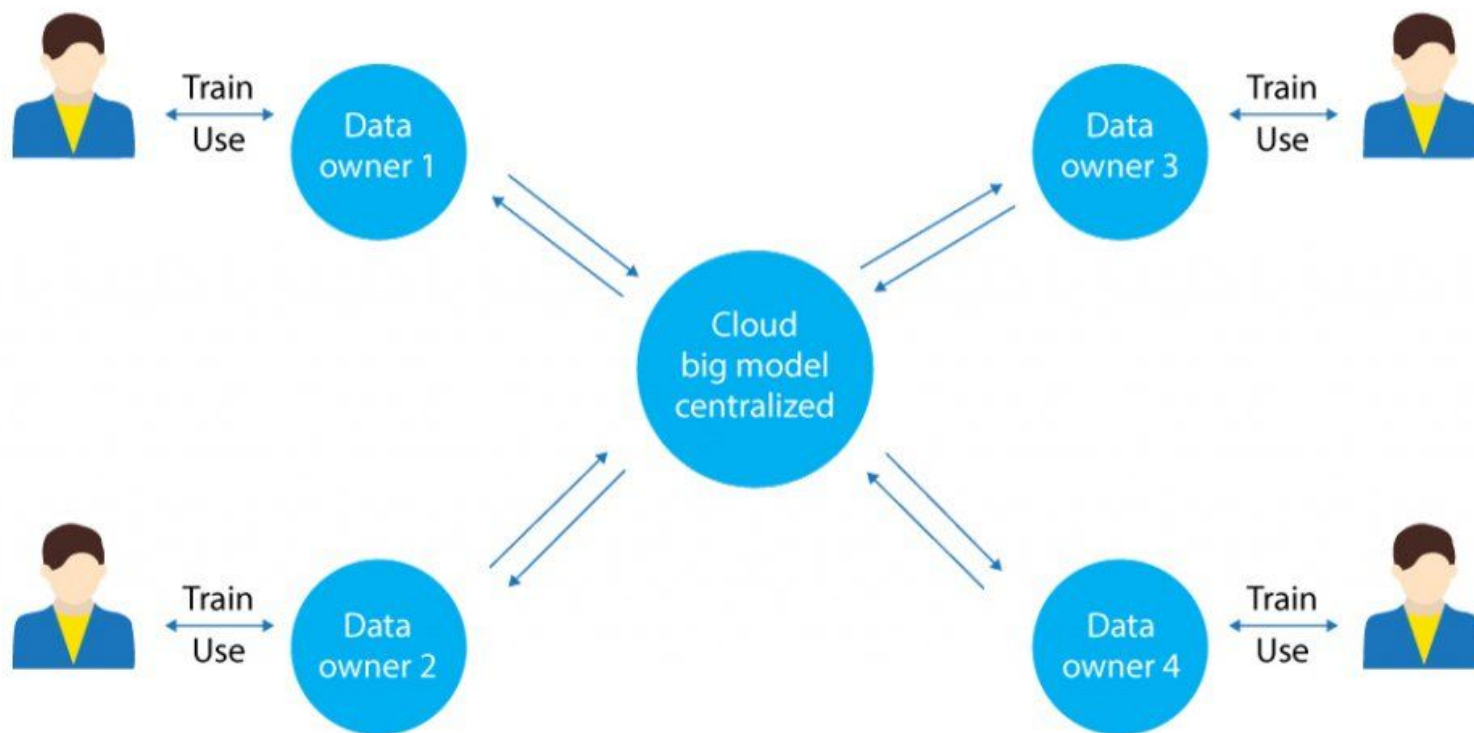 Train
Use
Data
owner 1
Data
owner 3
Train
Use
Cloud
big model
centralized
Train
Use
Data
owner 2
Data
owner 4
Train
Use